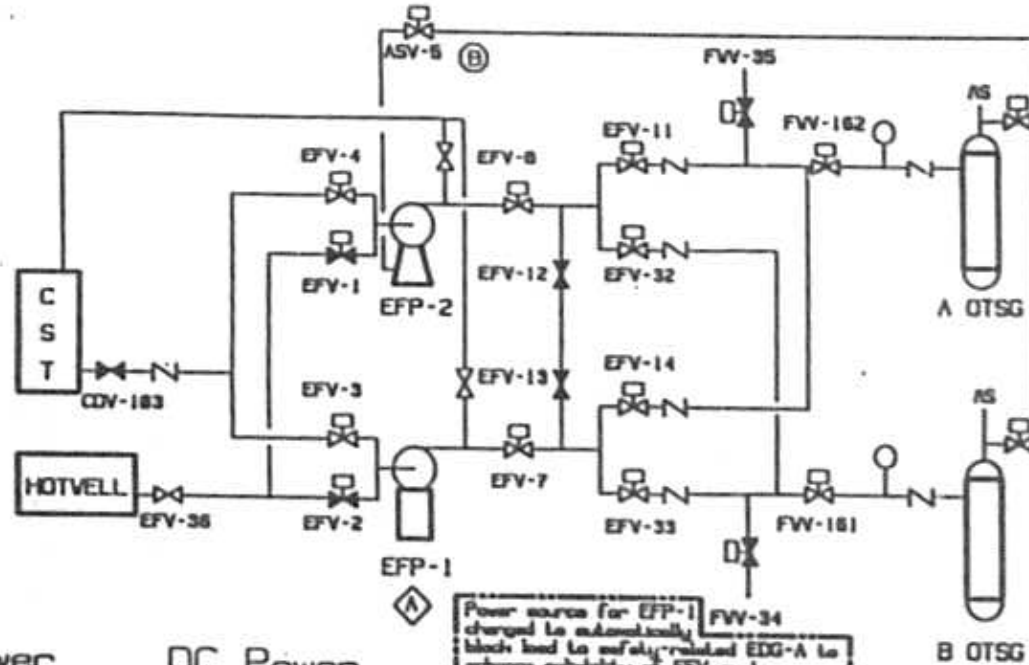 ASV-5
B
FWV-35
AS
EFV-11
FWV-162
EFV-4
EFV-8
EFV-1
EFV-12
EFV-32
EFP-2
A OTSG
C
S
T
EFV-3
EFV-13
EFV-14
CDV-103
AS
HOTWELL
EFV-7
EFV-36
EFV-2
EFV-33
FWV-161
EFP-1
A
Power source for EFP-1
FWV-34
changed to automatically
block load to safety-related EDG-A to
B OTSG
DC Power